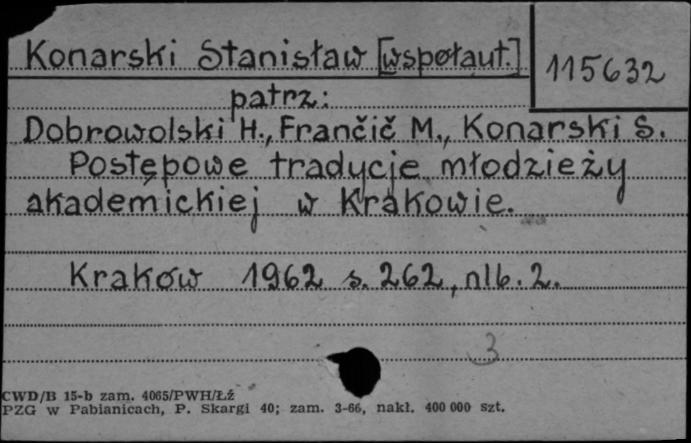 Konarski Stanisław [współaut.]
115632
patrz:
Dobrowolski H., Frančič M., Konarski S.
Postępowe tradycje młodzieży
akademickiej w Krakowie.
Kraków 1962 s. 262, nlb. 2.
3
CWD/B 15-b zam. 4065/PWH/Łź
PZG w Pabianicach, P. Skargi 40; zam. 3-66, nakł. 400 000 szt.